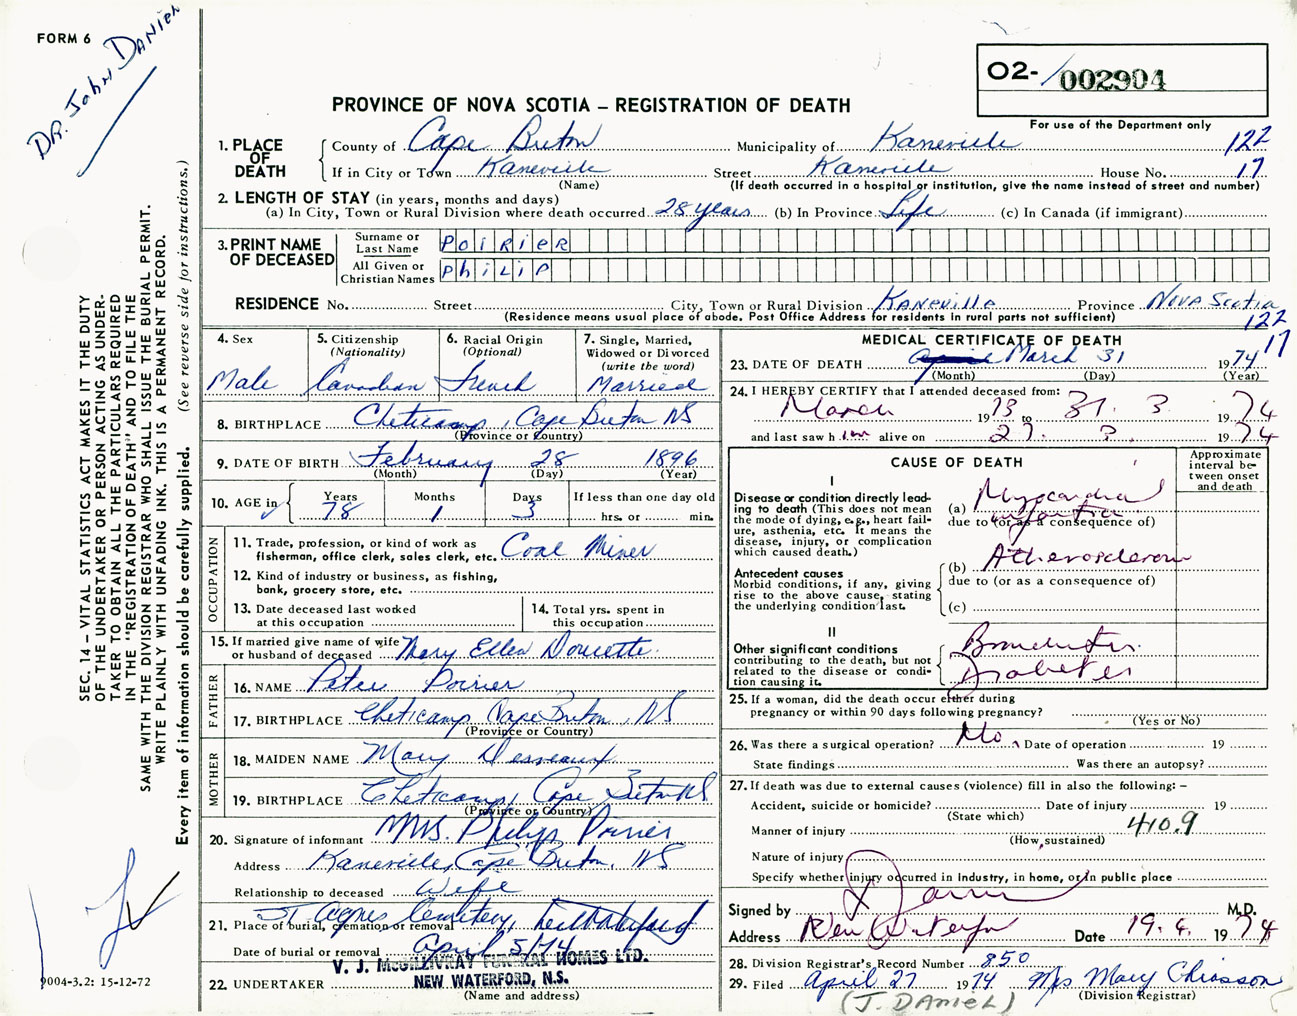 FORM 6
DR. John DANIEL
O2-/002904
For use of the Department only
PROVINCE OF NOVA SCOTIA – REGISTRATION OF DEATH
1. PLACE OF DEATH
County of Cape Breton Municipality of Kaneville 122
If in City or Town Kaneville Street Kaneville House No. 17
(Name) (If death occurred in a hospital or institution, give the name instead of street and number)
2. LENGTH OF STAY (in years, months and days)
(a) In City, Town or Rural Division where death occurred 28 years (b) In Province Life (c) In Canada (if immigrant)
3. PRINT NAME OF DECEASED
Surname or Last Name POIRIER
All Given or Christian Names PhiLiP
RESIDENCE No. Street City, Town or Rural Division KANEVILLE Province NOVA Scotia
(Residence means usual place of abode. Post Office Address for residents in rural parts not sufficient) 122
17
4. Sex Male
5. Citizenship (Nationality) Canadian
6. Racial Origin (Optional) French
7. Single, Married, Widowed or Divorced (write the word) Married
8. BIRTHPLACE Cheticamp, Cape Breton NS
(Province or Country)
9. DATE OF BIRTH February 28 1896
(Month) (Day) (Year)
10. AGE in Years 78 Months 1 Days 3 If less than one day old
hrs. or min.
OCCUPATION
11. Trade, profession, or kind of work as fisherman, office clerk, sales clerk, etc. Coal Miner
12. Kind of industry or business, as fishing, bank, grocery store, etc.
13. Date deceased last worked at this occupation
14. Total yrs. spent in this occupation
15. If married give name of wife or husband of deceased Mary Ellen Doucette
FATHER
16. NAME Peter Poirier
17. BIRTHPLACE Cheticamp Cape Breton, NS
(Province or Country)
MOTHER
18. MAIDEN NAME Mary Desveaux
19. BIRTHPLACE Cheticamp, Cape Breton NS
(Province or Country)
20. Signature of informant Mrs. Philip Poirier
Address Kaneville, Cape Breton, NS
Relationship to deceased Wife
21. Place of burial, cremation or removal St. Agnes Cemetery,
Date of burial or removal April 5/74
22. UNDERTAKER V. J. McGILLIVRAY FUNERAL HOMES LTD.
NEW WATERFORD, N.S.
(Name and address)
MEDICAL CERTIFICATE OF DEATH
23. DATE OF DEATH March 31 1974
(Month) (Day) (Year)
24. I HEREBY CERTIFY that I attended deceased from:
March 1973 to 31. 3. 1974
and last saw him alive on 27. 3. 1974
CAUSE OF DEATH
Approximate interval between onset and death
I
Disease or condition directly leading to death (This does not mean the mode of dying, e.g., heart failure, asthenia, etc. It means the disease, injury, or complication which caused death.)
(a) Myocardial
due to (or as a consequence of)
Antecedent causes
Morbid conditions, if any, giving rise to the above cause, stating the underlying condition last.
(b)
due to (or as a consequence of)
(c)
II
Other significant conditions contributing to the death, but not related to the disease or condition causing it.
Bronchitis.
Diabetes
25. If a woman, did the death occur either during pregnancy or within 90 days following pregnancy?
(Yes or No)
26. Was there a surgical operation? No. Date of operation 19
State findings Was there an autopsy?
27. If death was due to external causes (violence) fill in also the following: –
Accident, suicide or homicide? Date of injury 19
(State which)
Manner of injury 410.9
(How sustained)
Nature of injury
Specify whether injury occurred in Industry, in home, or in public place
Signed by M.D.
Address New Waterford Date 19. 4. 1974
28. Division Registrar's Record Number 850
29. Filed April 27 1974 Mrs Mary Chiasson
(Division Registrar)
(J. DANIEL)
SEC. 14 – VITAL STATISTICS ACT MAKES IT THE DUTY
OF THE UNDERTAKER OR PERSON ACTING AS UNDER-
TAKER TO OBTAIN ALL THE PARTICULARS REQUIRED
IN THE "REGISTRATION OF DEATH" AND TO FILE THE
SAME WITH THE DIVISION REGISTRAR WHO SHALL ISSUE THE BURIAL PERMIT.
WRITE PLAINLY WITH UNFADING INK. THIS IS A PERMANENT RECORD.
Every item of information should be carefully supplied. (See reverse side for instructions.)
9004-3.2: 15-12-72